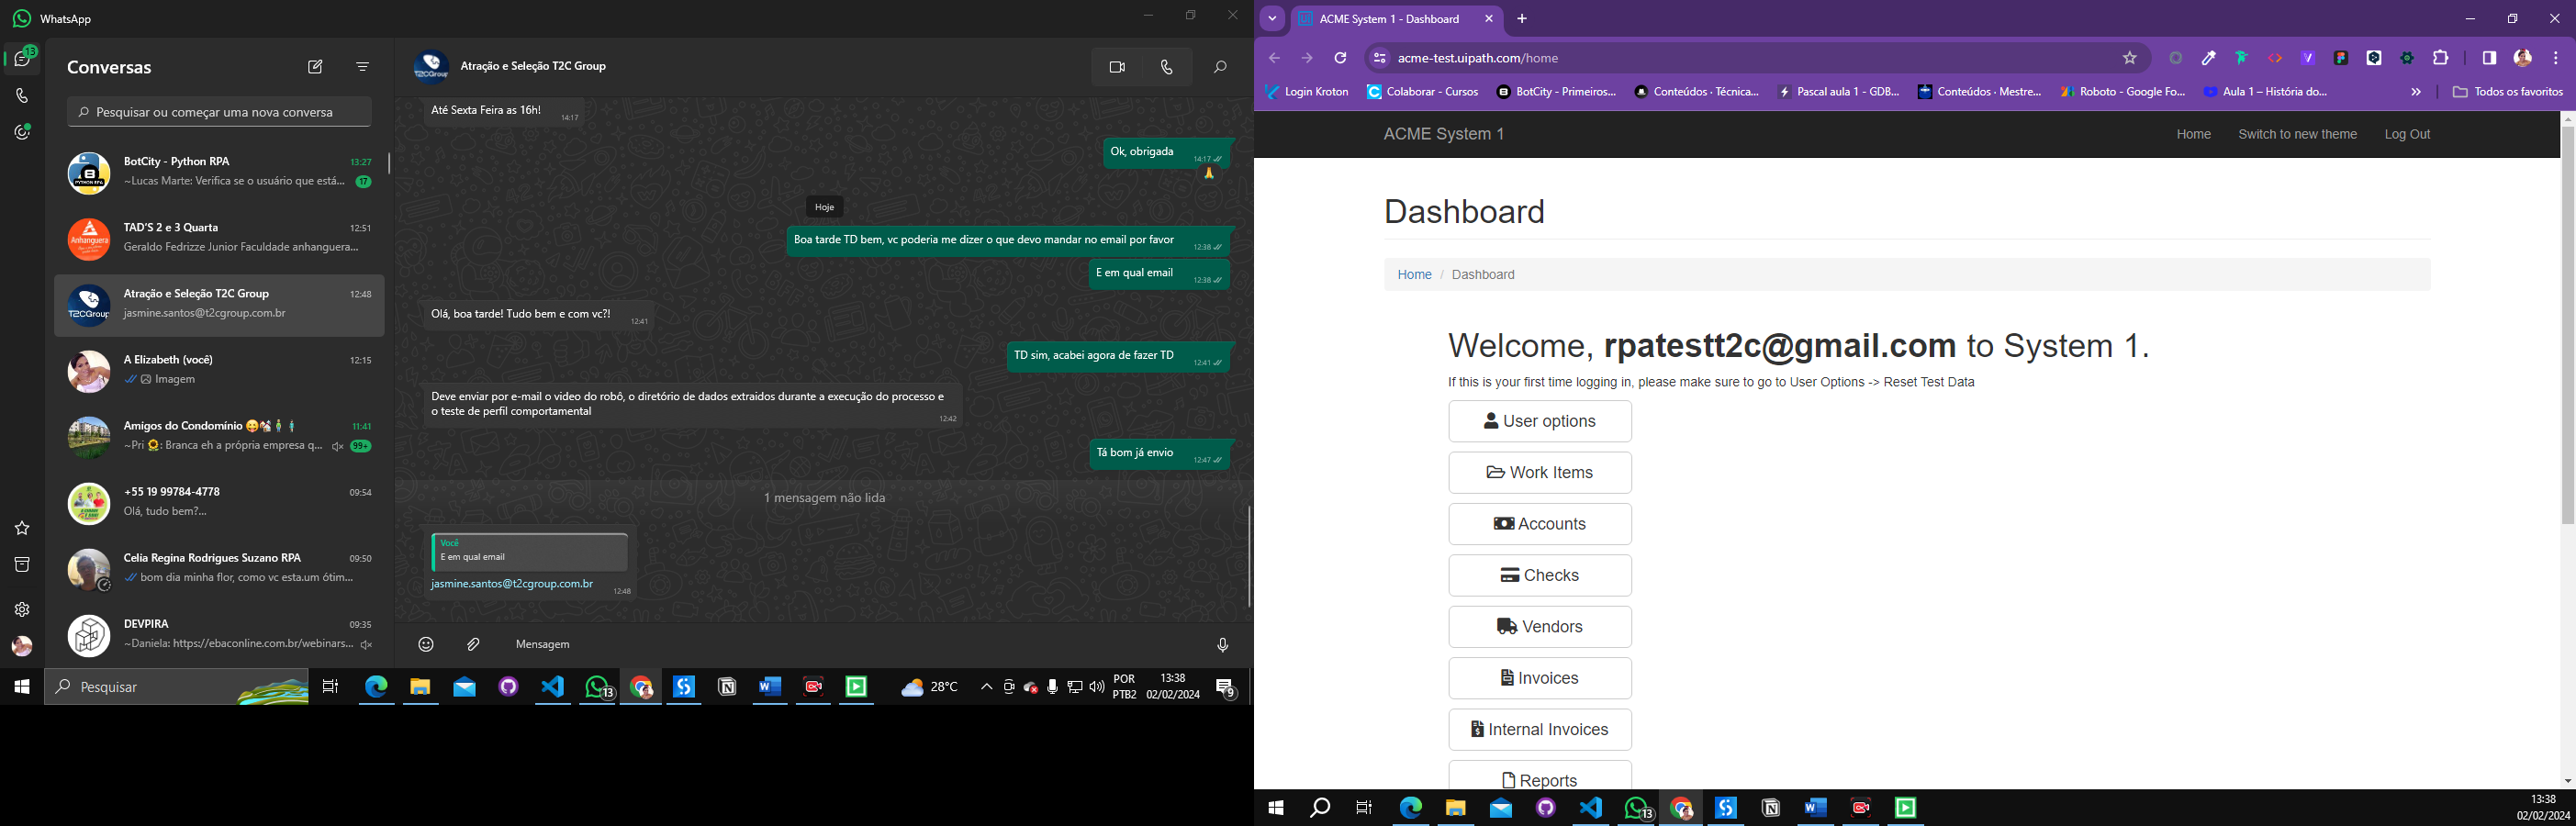 WhatsApp
13
Conversas
Pesquisar ou começar uma nova conversa
BotCity - Python RPA
13:27
~Lucas Marte: Verifica se o usuário que está...
17
TAD'S 2 e 3 Quarta
12:51
Geraldo Fedrizze Junior Faculdade anhanguera...
Anhanguera
Atração e Seleção T2C Group
12:48
jasmine.santos@t2cgroup.com.br
T2CGroup
A Elizabeth (você)
12:15
Imagem
Amigos do Condomínio
11:41
~Pri 🌻: Branca eh a própria empresa q...
99+
+55 19 99784-4778
09:54
Olá, tudo bem?...
Celia Regina Rodrigues Suzano RPA
09:50
bom dia minha flor, como vc esta.um ótim...
DEVPIRA
09:35
~Daniela: https://ebaconline.com.br/webinars...
Atração e Seleção T2C Group
Até Sexta Feira as 16h!
14:17
Ok, obrigada
14:17
🙏
Hoje
Boa tarde TD bem, vc poderia me dizer o que devo mandar no email por favor
12:38
E em qual email
12:38
Olá, boa tarde! Tudo bem e com vc?!
12:41
TD sim, acabei agora de fazer TD
12:41
Deve enviar por e-mail o video do robô, o diretório de dados extraidos durante a execução do processo e
o teste de perfil comportamental
12:42
Tá bom já envio
12:47
1 mensagem não lida
Você
E em qual email
jasmine.santos@t2cgroup.com.br
12:48
Mensagem
Pesquisar
13
28°C
POR
PTB2
13:38
02/02/2024
9
ACME System 1 - Dashboard
acme-test.uipath.com/home
Login Kroton
Colaborar - Cursos
BotCity - Primeiros...
Conteúdos · Técnica...
Pascal aula 1 - GDB...
Conteúdos · Mestre...
Roboto - Google Fo...
Aula 1 – História do...
»
Todos os favoritos
ACME System 1
Home
Switch to new theme
Log Out
Dashboard
Home / Dashboard
Welcome, rpatestt2c@gmail.com to System 1.
If this is your first time logging in, please make sure to go to User Options -> Reset Test Data
User options
Work Items
Accounts
Checks
Vendors
Invoices
Internal Invoices
Reports
13
13:38
02/02/2024